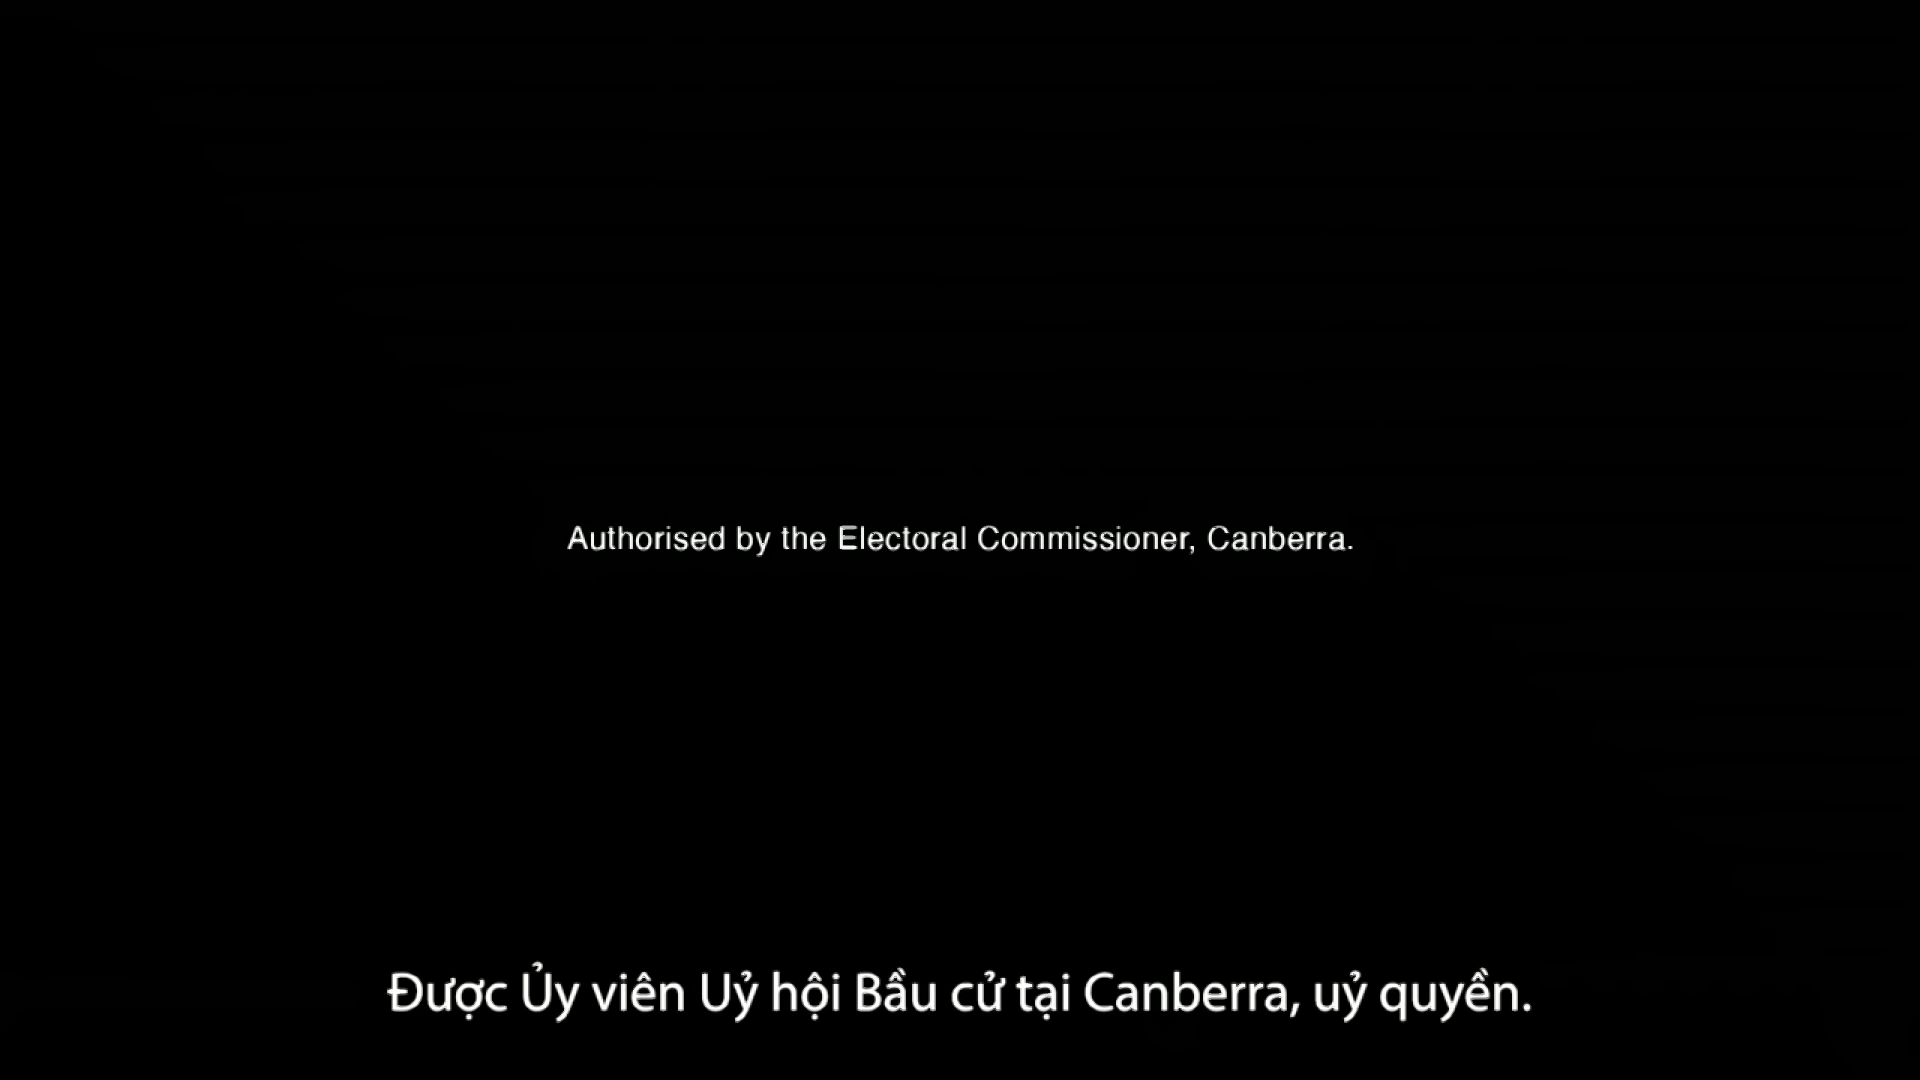 Authorised by the Electoral Commissioner, Canberra.
Được Ủy viên Uỷ hội Bầu cử tại Canberra, uỷ quyền.